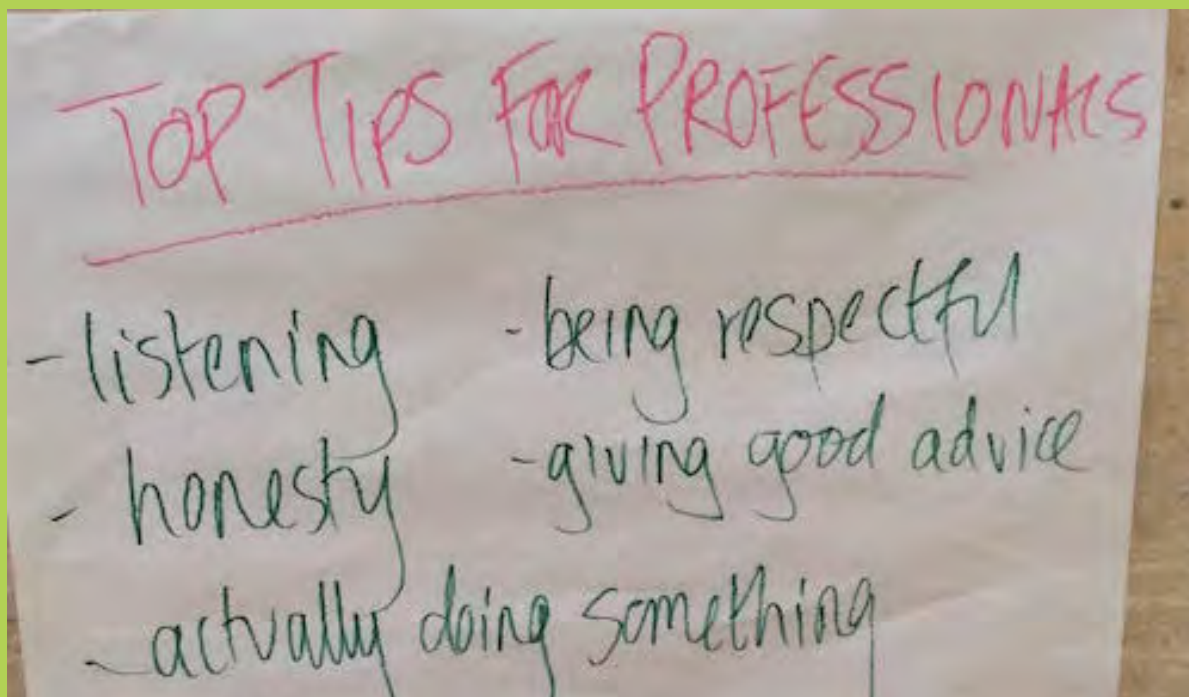 TOP TIPS FOR PROFESSIONALS
- listening - being respectful
- honesty - giving good advice
- actually doing something